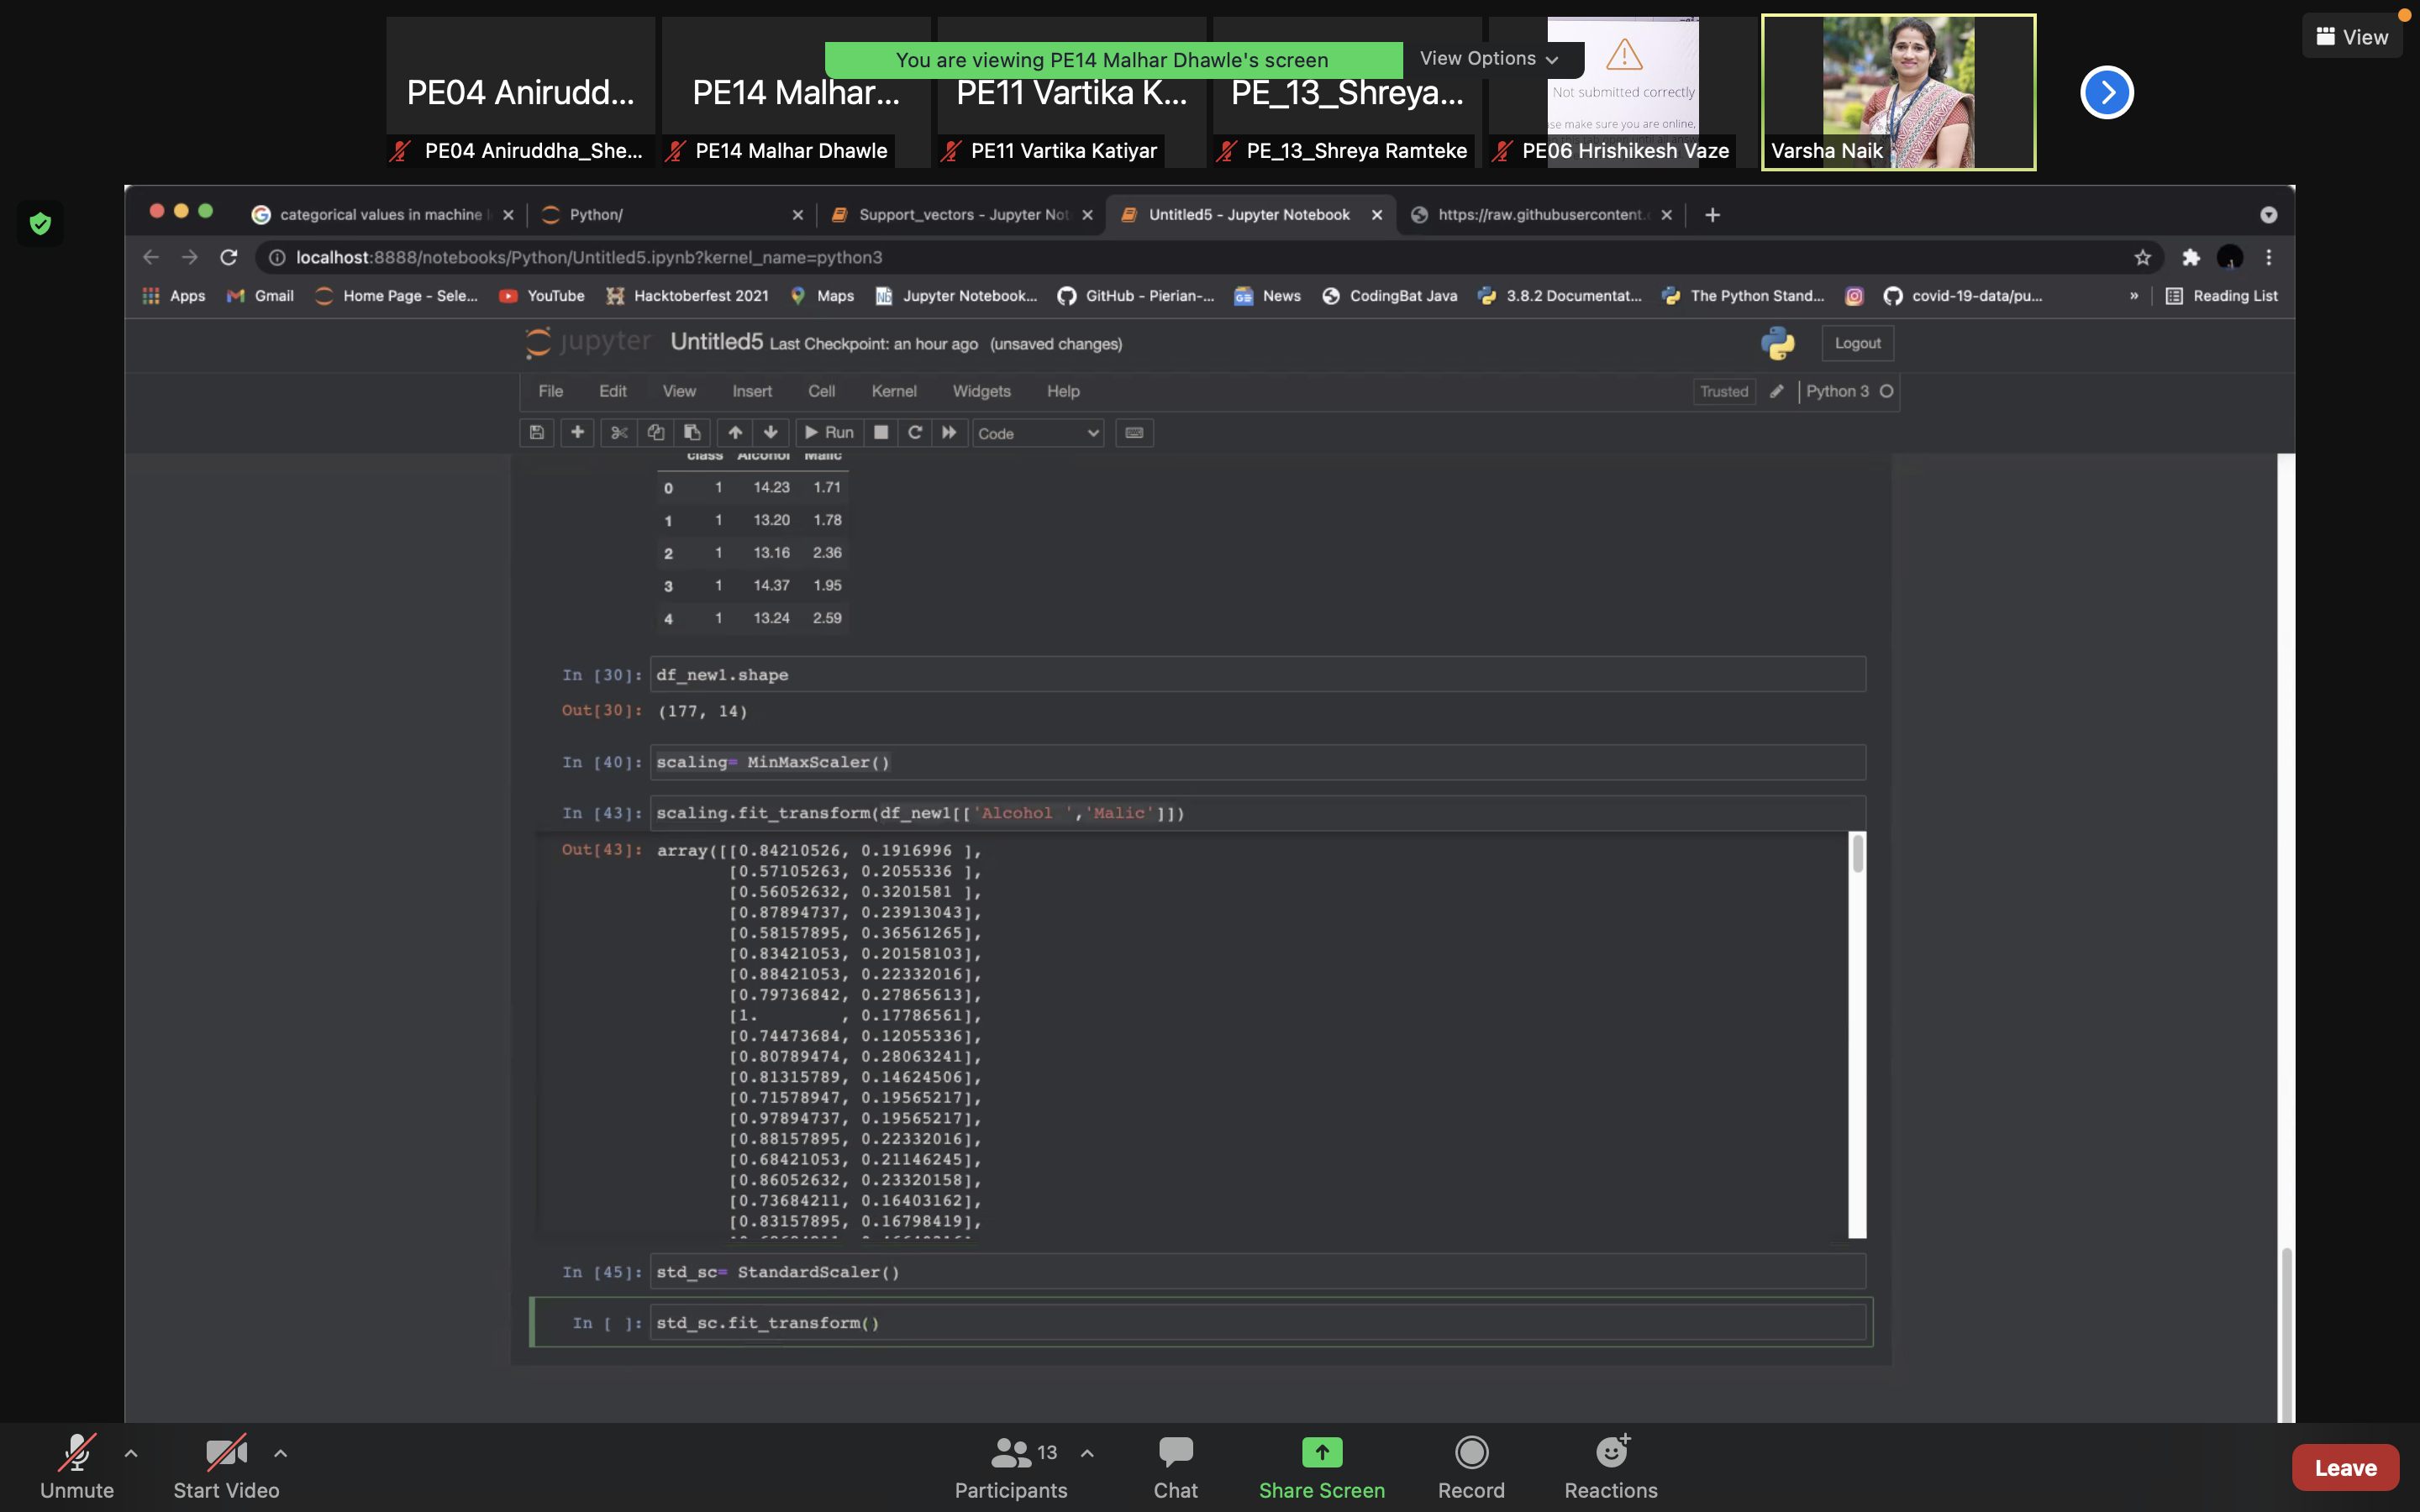 You are viewing PE14 Malhar Dhawle's screen
View Options
View
PE04 Anirudd...
PE14 Malhar...
PE11 Vartika K...
PE_13_Shreya...
Not submitted correctly
se make sure you are online,
PE04 Aniruddha_She...
PE14 Malhar Dhawle
PE11 Vartika Katiyar
PE_13_Shreya Ramteke
PE06 Hrishikesh Vaze
Varsha Naik
categorical values in machine
Python/
Support_vectors - Jupyter Not
Untitled5 - Jupyter Notebook
https://raw.githubusercontent.
localhost:8888/notebooks/Python/Untitled5.ipynb?kernel_name=python3
Apps
Gmail
Home Page - Sele...
YouTube
Hacktoberfest 2021
Maps
Jupyter Notebook...
GitHub - Pierian-...
News
CodingBat Java
3.8.2 Documentat...
The Python Stand...
covid-19-data/pu...
»
Reading List
jupyter Untitled5 Last Checkpoint: an hour ago (unsaved changes)
Logout
File Edit View Insert Cell Kernel Widgets Help
Trusted
Python 3
Run
Code
class Alcohol Malic
0 1 14.23 1.71
1 1 13.20 1.78
2 1 13.16 2.36
3 1 14.37 1.95
4 1 13.24 2.59
In [30]: df_new1.shape
Out[30]: (177, 14)
In [40]: scaling= MinMaxScaler()
In [43]: scaling.fit_transform(df_new1[['Alcohol ','Malic']])
Out[43]: array([[0.84210526, 0.1916996 ],
[0.57105263, 0.2055336 ],
[0.56052632, 0.3201581 ],
[0.87894737, 0.23913043],
[0.58157895, 0.36561265],
[0.83421053, 0.20158103],
[0.88421053, 0.22332016],
[0.79736842, 0.27865613],
[1.        , 0.17786561],
[0.74473684, 0.12055336],
[0.80789474, 0.28063241],
[0.81315789, 0.14624506],
[0.71578947, 0.19565217],
[0.97894737, 0.19565217],
[0.88157895, 0.22332016],
[0.68421053, 0.21146245],
[0.86052632, 0.23320158],
[0.73684211, 0.16403162],
[0.83157895, 0.16798419],
In [45]: std_sc= StandardScaler()
In [ ]: std_sc.fit_transform()
Unmute
Start Video
13
Participants
Chat
Share Screen
Record
Reactions
Leave